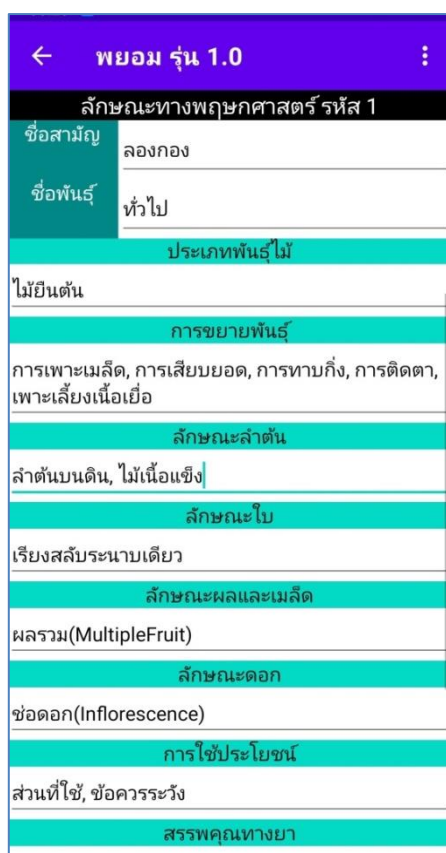 พยอม รุ่น 1.0
ลักษณะทางพฤษกศาสตร์ รหัส 1
ชื่อสามัญ
ลองกอง
ชื่อพันธุ์
ทั่วไป
ประเภทพันธุ์ไม้
ไม้ยืนต้น
การขยายพันธุ์
การเพาะเมล็ด, การเสียบยอด, การทาบกิ่ง, การติดตา,
เพาะเลี้ยงเนื้อเยื่อ
ลักษณะลำต้น
ลำต้นบนดิน, ไม้เนื้อแข็ง
ลักษณะใบ
เรียงสลับระนาบเดียว
ลักษณะผลและเมล็ด
ผลรวม(MultipleFruit)
ลักษณะดอก
ช่อดอก(Inflorescence)
การใช้ประโยชน์
ส่วนที่ใช้, ข้อควรระวัง
สรรพคุณทางยา